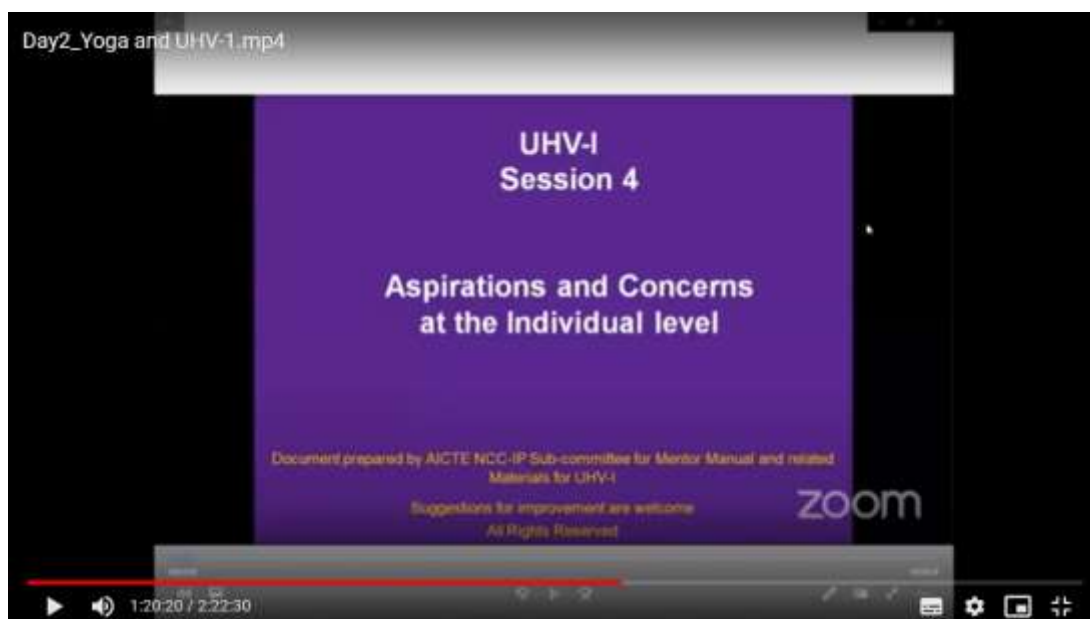 Day2_Yoga and UHV-1.mp4
UHV-I
Session 4
Aspirations and Concerns
at the Individual level
Document prepared by AICTE NCC-IP Sub-committee for Mentor Manual and related
Materials for UHV-I
Suggestions for improvement are welcome
All Rights Reserved
zoom
1:20:20 / 2:22:30